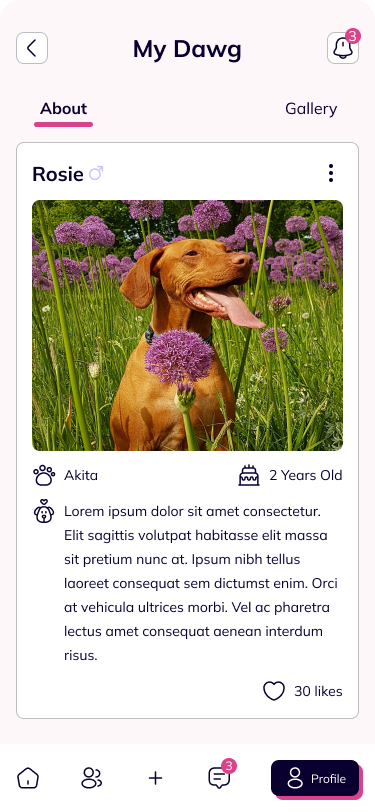 My Dawg
3
About
Gallery
Rosie
Akita
2 Years Old
Lorem ipsum dolor sit amet consectetur.
Elit sagittis volutpat habitasse elit massa
sit pretium nunc at. Ipsum nibh tellus
laoreet consequat sem dictumst enim. Orci
at vehicula ultrices morbi. Vel ac pharetra
lectus amet consequat aenean interdum
risus.
30 likes
3
Profile